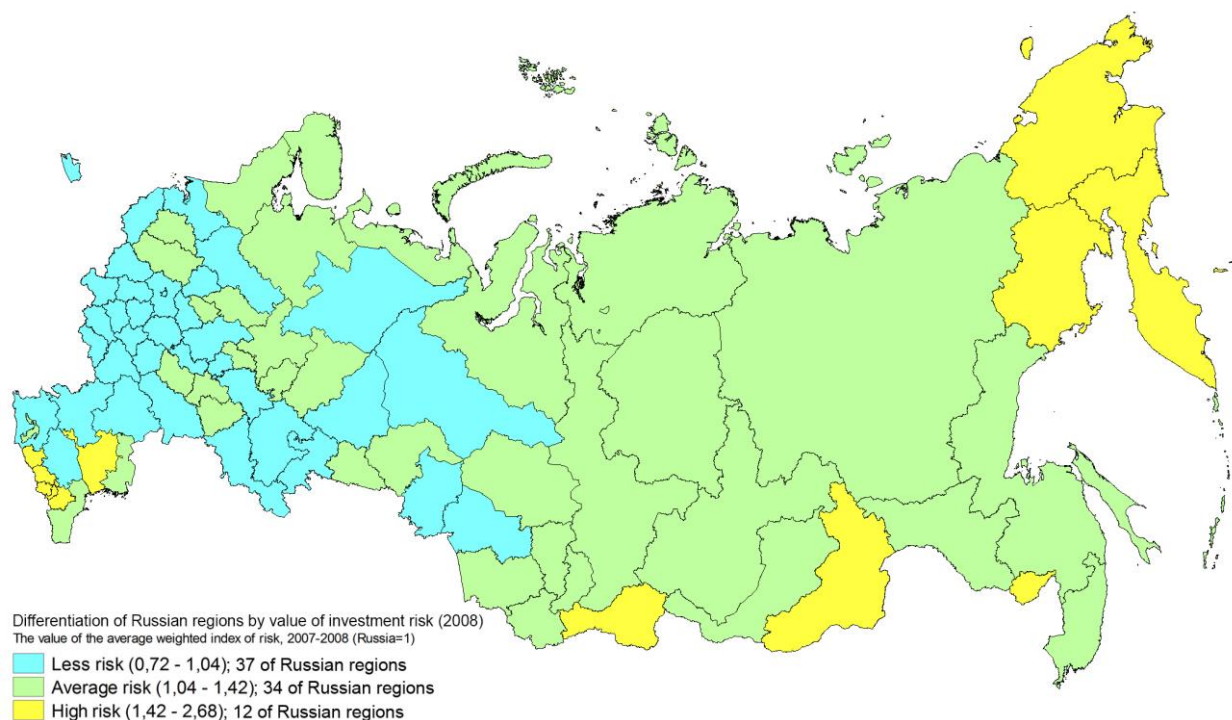 Differentiation of Russian regions by value of investment risk (2008)
The value of the average weighted index of risk, 2007-2008 (Russia=1)
Less risk (0,72 - 1,04); 37 of Russian regions
Average risk (1,04 - 1,42); 34 of Russian regions
High risk (1,42 - 2,68); 12 of Russian regions